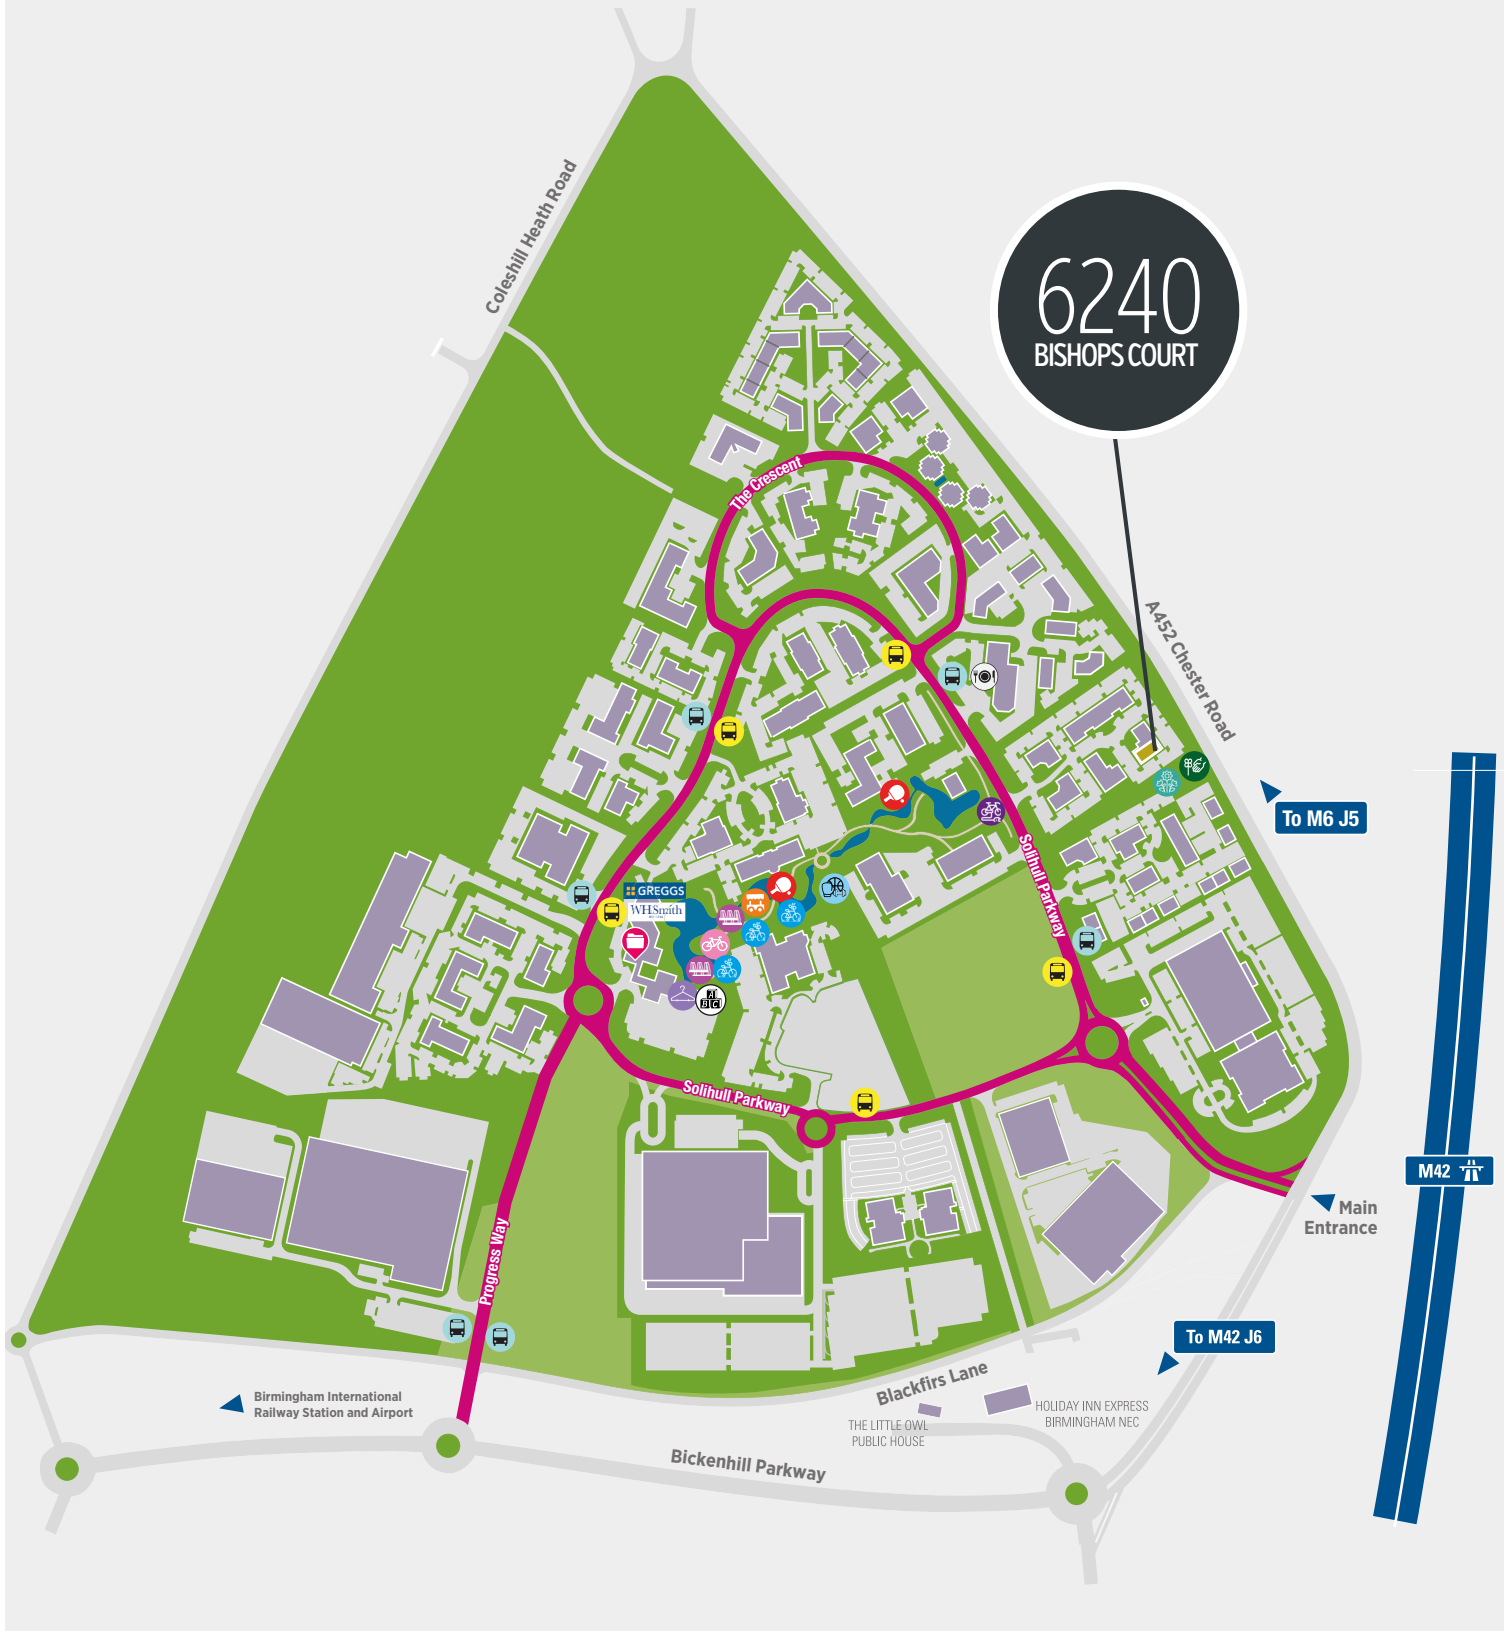 Coleshill Heath Road
6240
BISHOPS COURT
The Crescent
A452 Chester Road
To M6 J5
Solihull Parkway
GREGGS
WHSmith
A
B C
Solihull Parkway
M42
Main
Entrance
Progress Way
To M42 J6
Blackfirs Lane
Birmingham International
Railway Station and Airport
HOLIDAY INN EXPRESS
BIRMINGHAM NEC
THE LITTLE OWL
PUBLIC HOUSE
Bickenhill Parkway